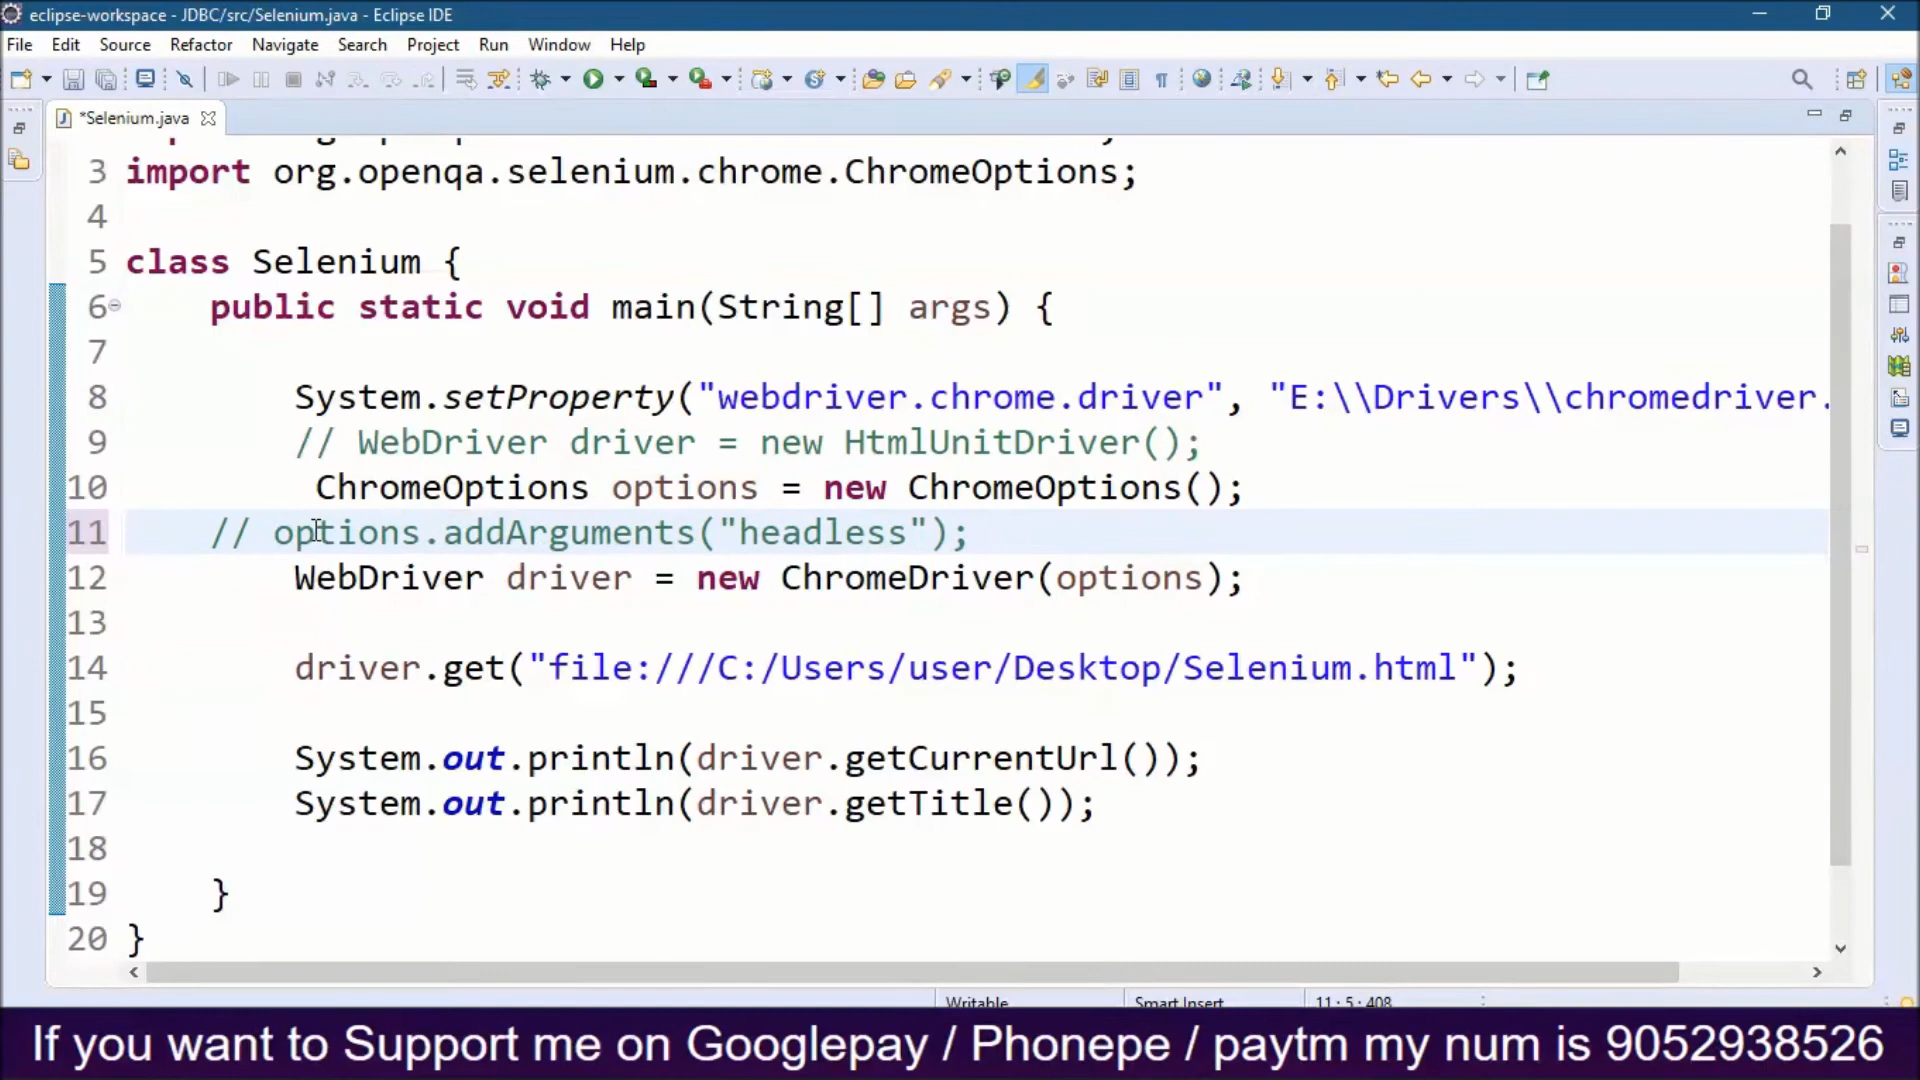 eclipse-workspace - JDBC/src/Selenium.java - Eclipse IDE
File Edit Source Refactor Navigate Search Project Run Window Help
*Selenium.java
3 import org.openqa.selenium.chrome.ChromeOptions;
4
5 class Selenium {
6 public static void main(String[] args) {
7
8 System.setProperty("webdriver.chrome.driver", "E:\\Drivers\\chromedriver.
9 // WebDriver driver = new HtmlUnitDriver();
10 ChromeOptions options = new ChromeOptions();
11 // options.addArguments("headless");
12 WebDriver driver = new ChromeDriver(options);
13
14 driver.get("file:///C:/Users/user/Desktop/Selenium.html");
15
16 System.out.println(driver.getCurrentUrl());
17 System.out.println(driver.getTitle());
18
19 }
20 }
Writable Smart Insert 11 : 5 : 408
If you want to Support me on Googlepay / Phonepe / paytm my num is 9052938526